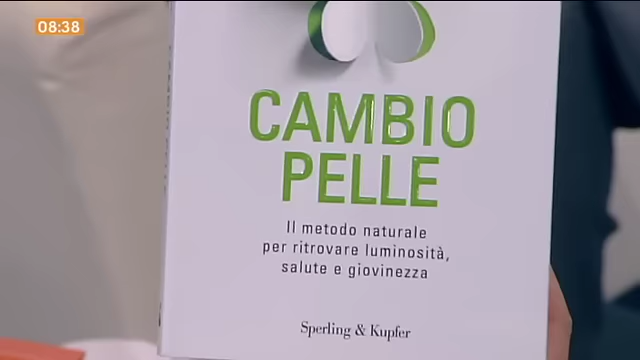 08:38
CAMBIO
PELLE
Il metodo naturale
per ritrovare luminosità,
salute e giovinezza
Sperling & Kupfer